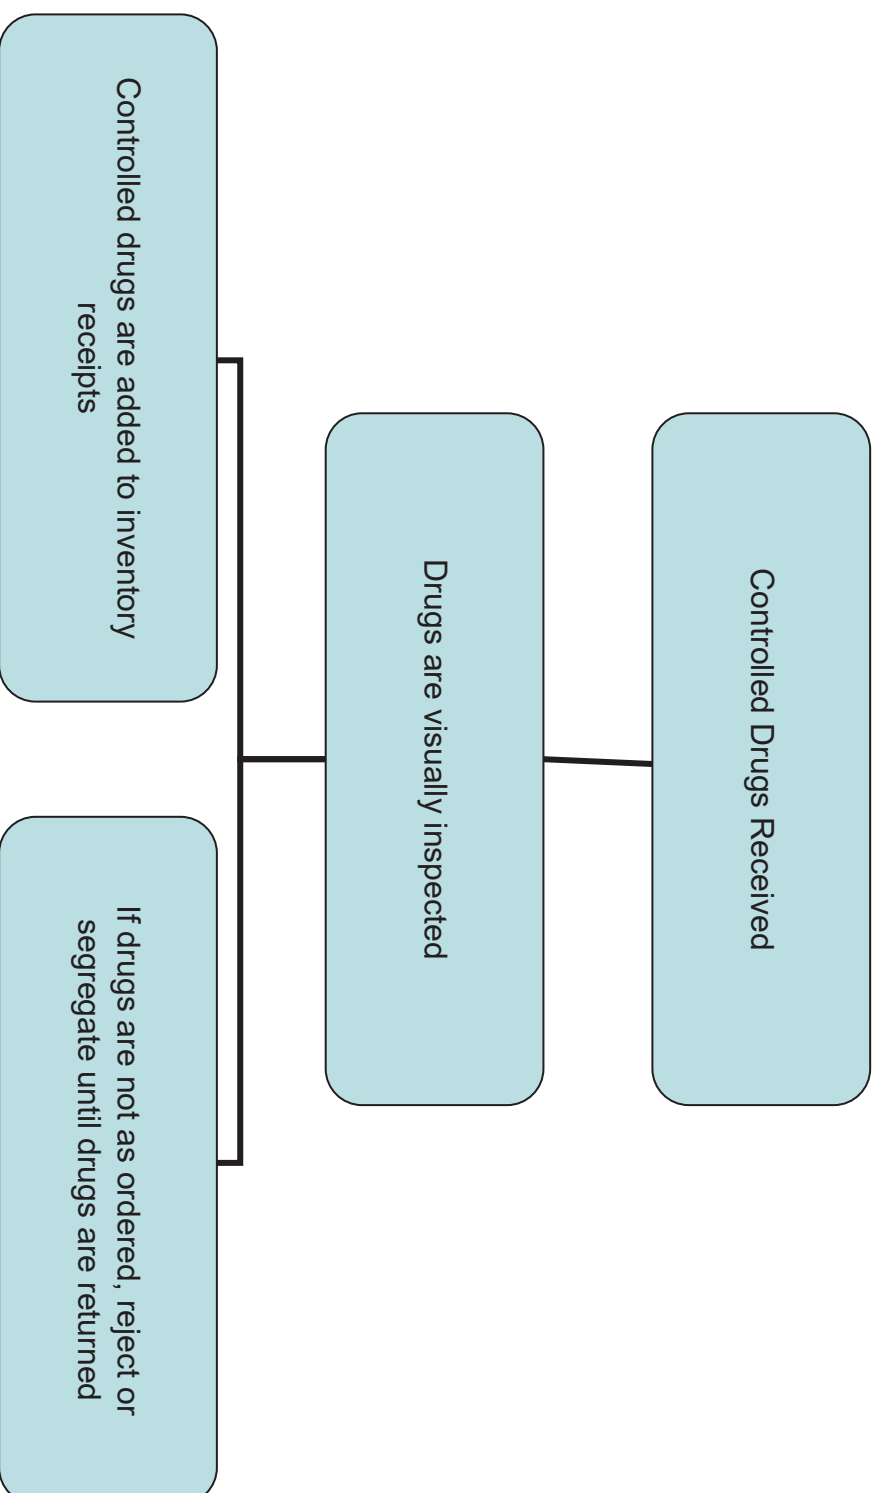 Controlled Drugs Received
Drugs are visually inspected
Controlled drugs are added to inventory
receipts
If drugs are not as ordered, reject or
segregate until drugs are returned